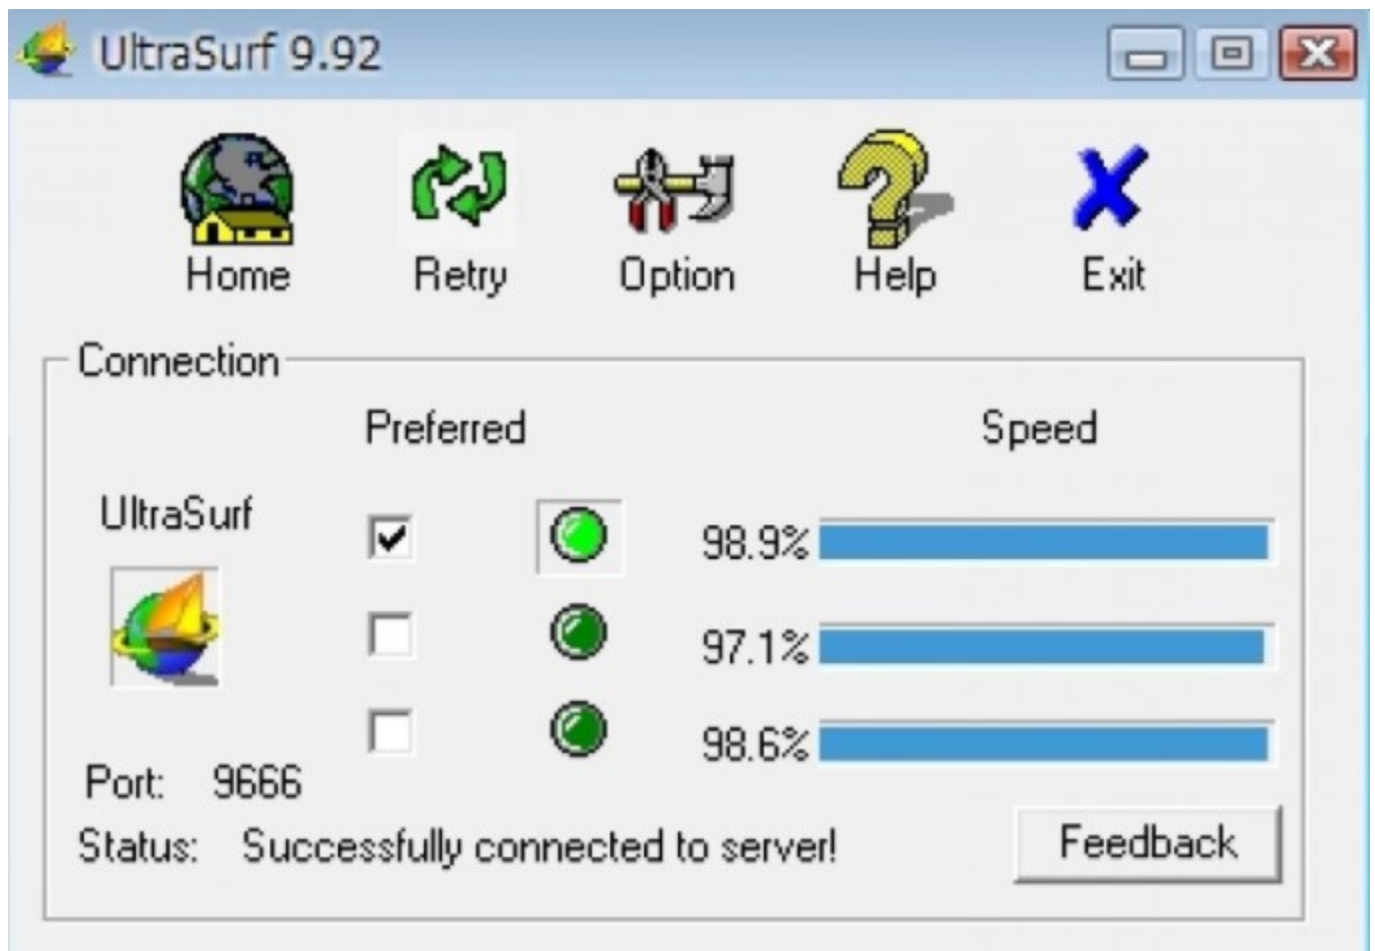 UltraSurf 9.92
Home Retry Option Help Exit
Connection
Preferred Speed
UltraSurf
98.9%
97.1%
98.6%
Port: 9666
Status: Successfully connected to server!
Feedback